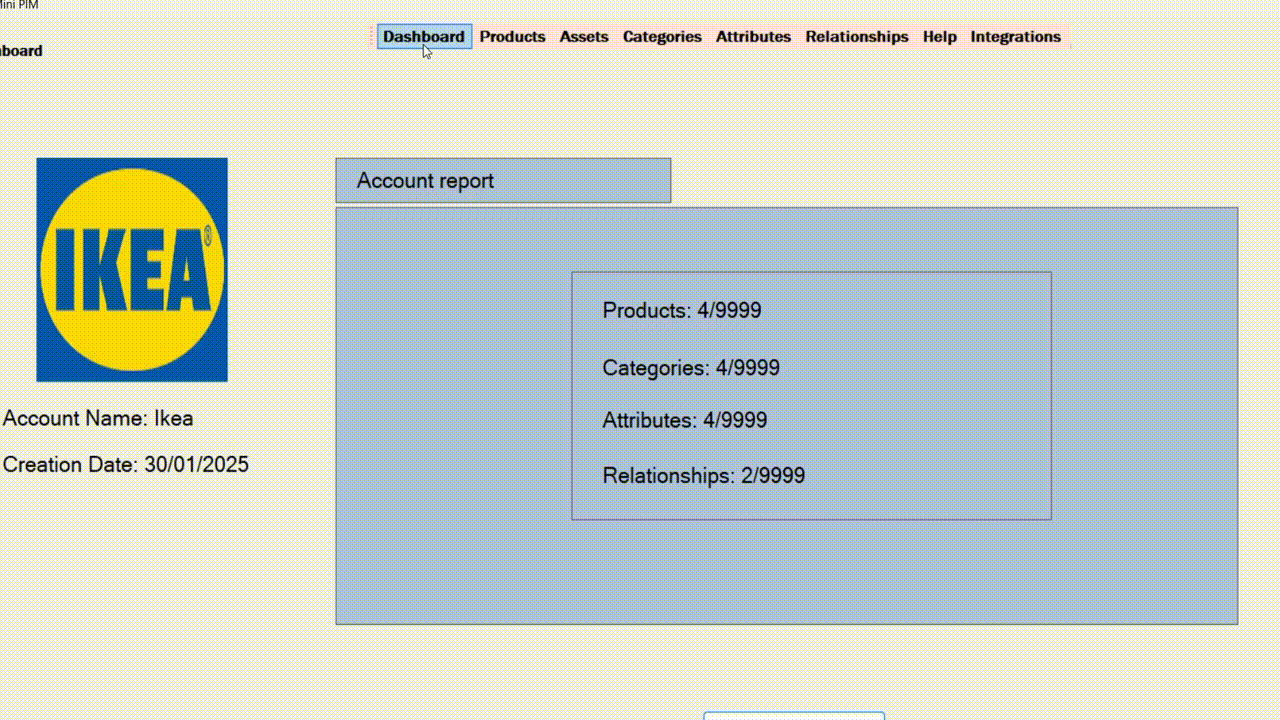 Mini PIM
Dashboard Products Assets Categories Attributes Relationships Help Integrations
board
IKEA®
Account report
Products: 4/9999
Categories: 4/9999
Attributes: 4/9999
Relationships: 2/9999
Account Name: Ikea
Creation Date: 30/01/2025